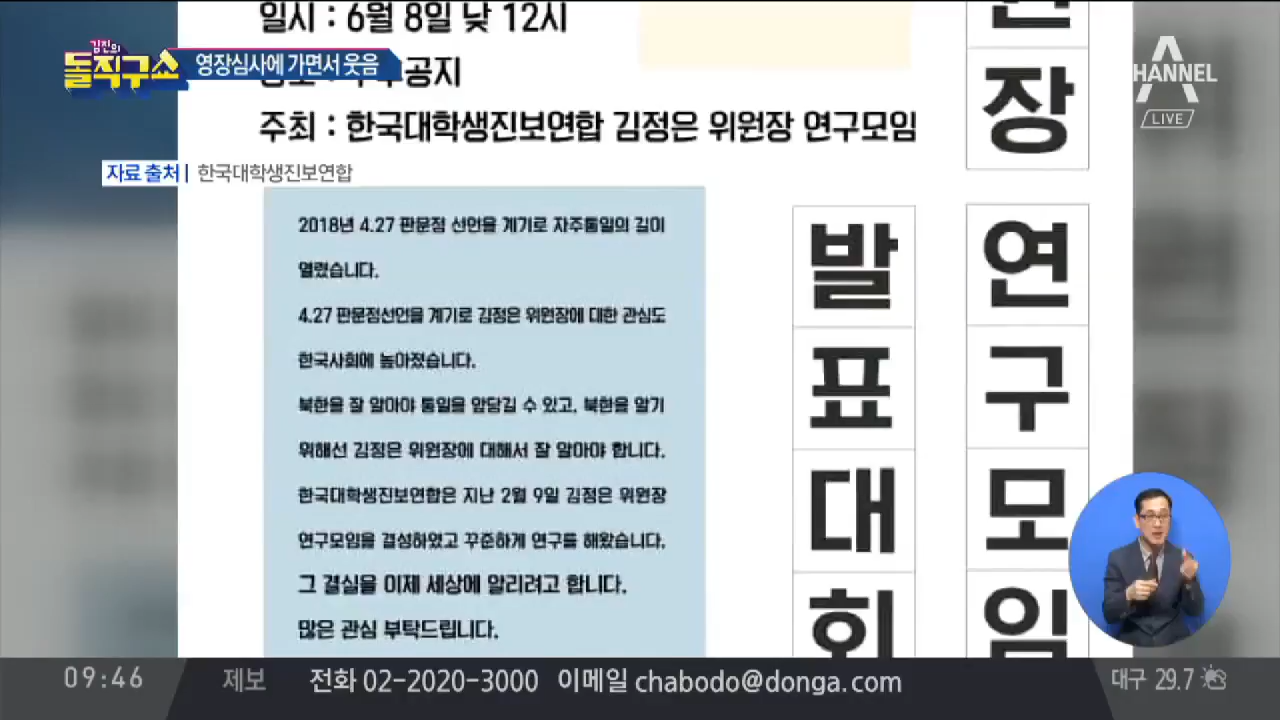 일시 : 6월 8일 낮 12시
김진의
돌직구쇼
영장심사에 가면서 웃음
공지
주최 : 한국대학생진보연합 김정은 위원장 연구모임
CHANNEL A
LIVE
자료 출처 | 한국대학생진보연합
2018년 4.27 판문점 선언을 계기로 자주통일의 길이
열렸습니다.
4.27 판문점선언을 계기로 김정은 위원장에 대한 관심도
한국사회에 높아졌습니다.
북한을 잘 알아야 통일을 앞당길 수 있고, 북한을 알기
위해선 김정은 위원장에 대해서 잘 알아야 합니다.
한국대학생진보연합은 지난 2월 9일 김정은 위원장
연구모임을 결성하였고 꾸준하게 연구를 해왔습니다.
그 결실을 이제 세상에 알리려고 합니다.
많은 관심 부탁드립니다.
장
연구모임
발표대회
09:46 제보 전화 02-2020-3000 이메일 chabodo@donga.com 대구 29.7